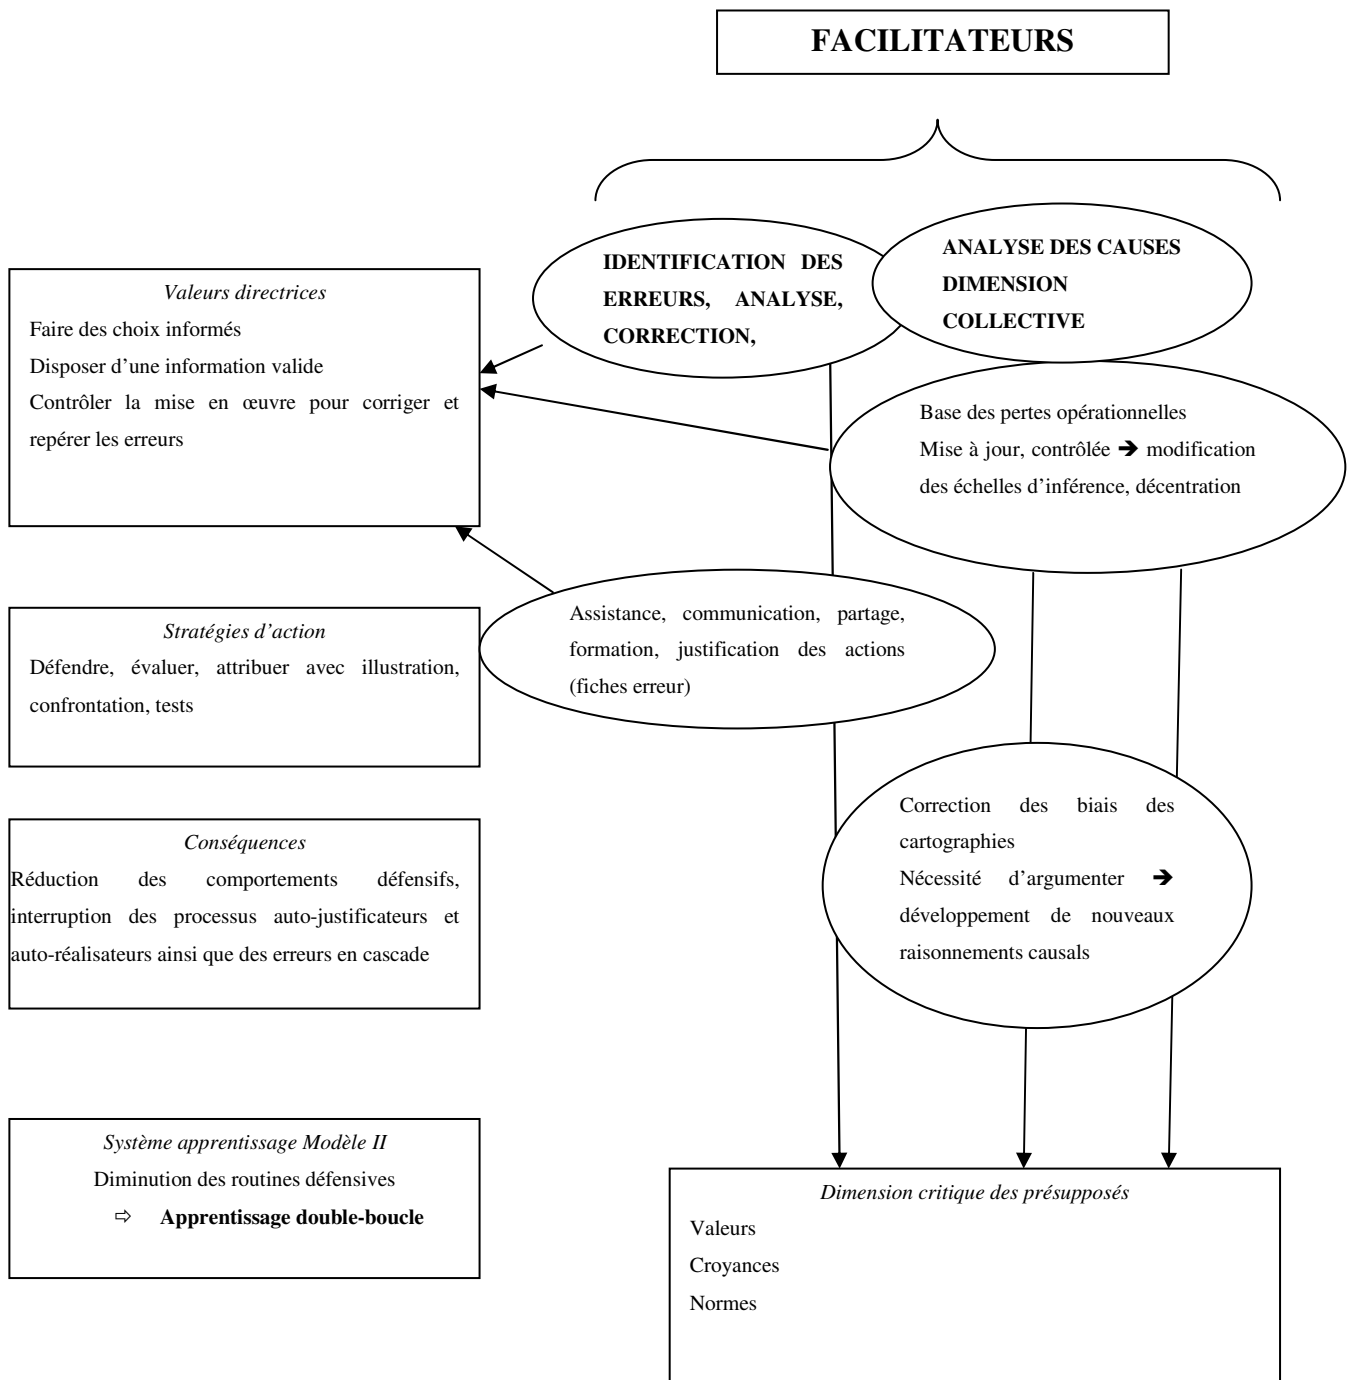 FACILITATEURS
IDENTIFICATION DES
ERREURS, ANALYSE,
CORRECTION,
ANALYSE DES CAUSES
DIMENSION
COLLECTIVE
Valeurs directrices
Faire des choix informés
Disposer d’une information valide
Contrôler la mise en œuvre pour corriger et
repérer les erreurs
Base des pertes opérationnelles
Mise à jour, contrôlée ➔ modification
des échelles d’inférence, décentration
Assistance, communication, partage,
formation, justification des actions
(fiches erreur)
Stratégies d’action
Défendre, évaluer, attribuer avec illustration,
confrontation, tests
Correction des biais des
cartographies
Nécessité d’argumenter ➔
développement de nouveaux
raisonnements causals
Conséquences
Réduction des comportements défensifs,
interruption des processus auto-justificateurs et
auto-réalisateurs ainsi que des erreurs en cascade
Système apprentissage Modèle II
Diminution des routines défensives
⇨ Apprentissage double-boucle
Dimension critique des présupposés
Valeurs
Croyances
Normes